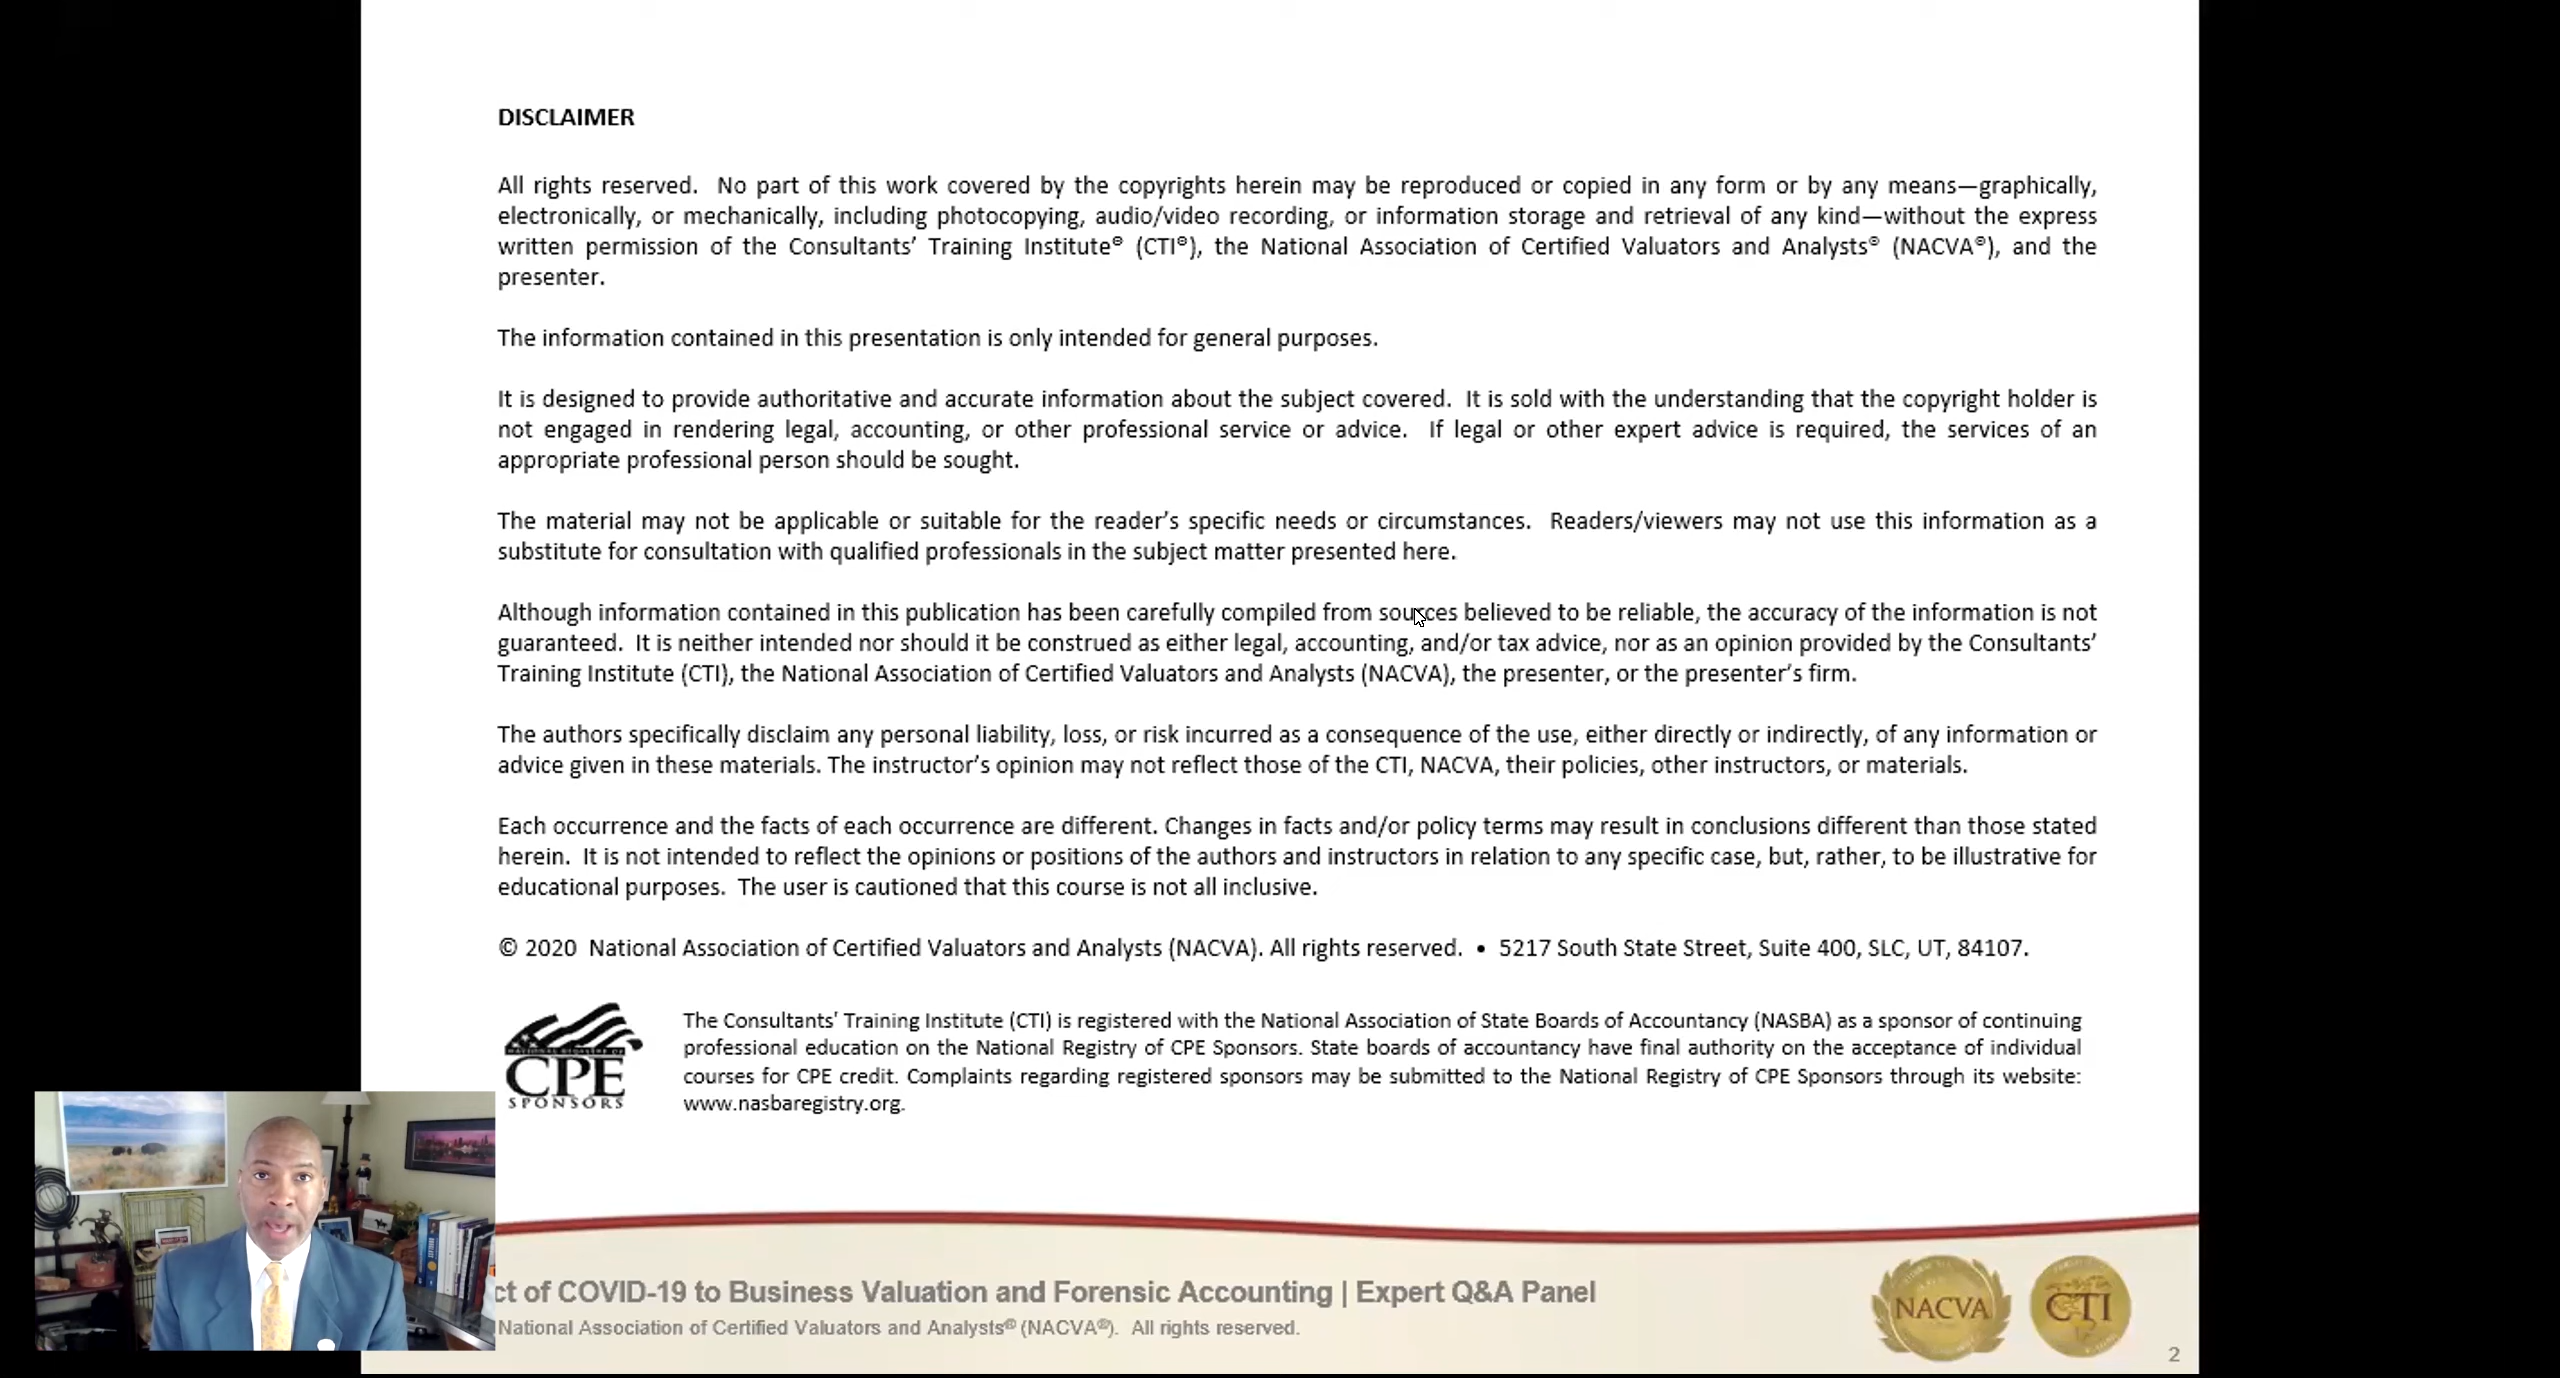 DISCLAIMER
All rights reserved.  No part of this work covered by the copyrights herein may be reproduced or copied in any form or by any means—graphically,
electronically, or mechanically, including photocopying, audio/video recording, or information storage and retrieval of any kind—without the express
written permission of the Consultants’ Training Institute® (CTI®), the National Association of Certified Valuators and Analysts® (NACVA®), and the
presenter.
The information contained in this presentation is only intended for general purposes.
It is designed to provide authoritative and accurate information about the subject covered.  It is sold with the understanding that the copyright holder is
not engaged in rendering legal, accounting, or other professional service or advice.  If legal or other expert advice is required, the services of an
appropriate professional person should be sought.
The material may not be applicable or suitable for the reader’s specific needs or circumstances.  Readers/viewers may not use this information as a
substitute for consultation with qualified professionals in the subject matter presented here.
Although information contained in this publication has been carefully compiled from sources believed to be reliable, the accuracy of the information is not
guaranteed.  It is neither intended nor should it be construed as either legal, accounting, and/or tax advice, nor as an opinion provided by the Consultants’
Training Institute (CTI), the National Association of Certified Valuators and Analysts (NACVA), the presenter, or the presenter’s firm.
The authors specifically disclaim any personal liability, loss, or risk incurred as a consequence of the use, either directly or indirectly, of any information or
advice given in these materials. The instructor’s opinion may not reflect those of the CTI, NACVA, their policies, other instructors, or materials.
Each occurrence and the facts of each occurrence are different. Changes in facts and/or policy terms may result in conclusions different than those stated
herein.  It is not intended to reflect the opinions or positions of the authors and instructors in relation to any specific case, but, rather, to be illustrative for
educational purposes.  The user is cautioned that this course is not all inclusive.
© 2020  National Association of Certified Valuators and Analysts (NACVA). All rights reserved.  •  5217 South State Street, Suite 400, SLC, UT, 84107.
CPE
SPONSORS
The Consultants' Training Institute (CTI) is registered with the National Association of State Boards of Accountancy (NASBA) as a sponsor of continuing
professional education on the National Registry of CPE Sponsors. State boards of accountancy have final authority on the acceptance of individual
courses for CPE credit. Complaints regarding registered sponsors may be submitted to the National Registry of CPE Sponsors through its website:
www.nasbaregistry.org.
ct of COVID-19 to Business Valuation and Forensic Accounting | Expert Q&A Panel
National Association of Certified Valuators and Analysts® (NACVA®).  All rights reserved.
NACVA
CTI
2